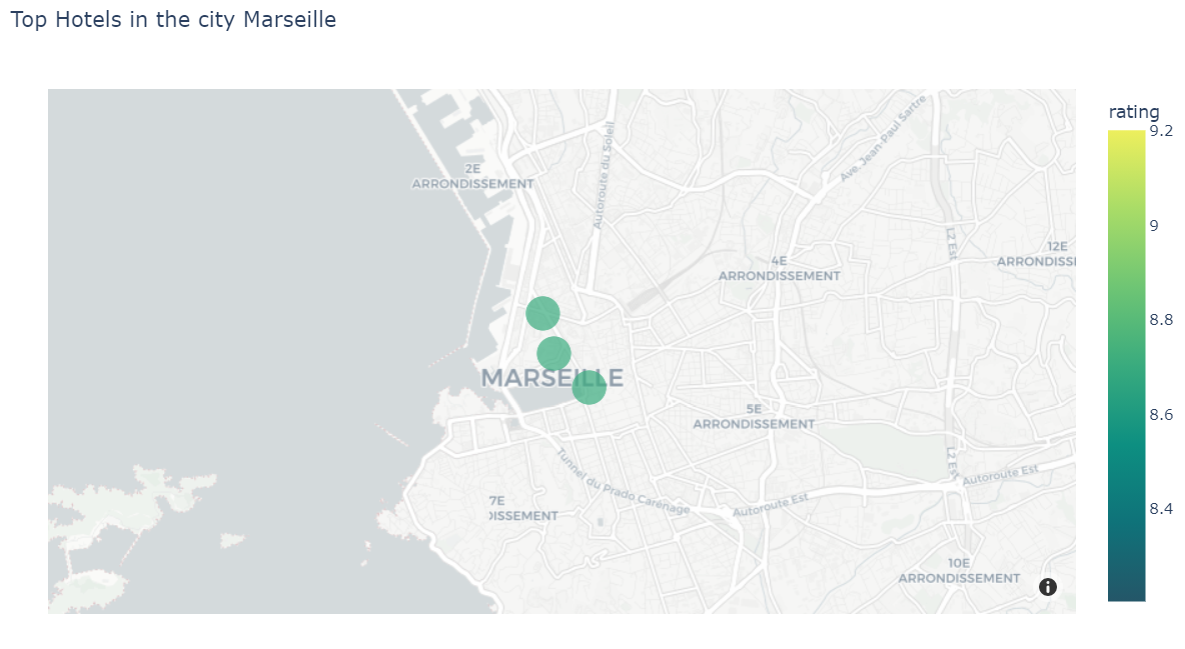 Top Hotels in the city Marseille
rating
9.2
9
8.8
8.6
8.4
2E
ARRONDISSEMENT
Autoroute du Soleil
Ave. Jean-Paul Sartre
L2 Est
12E
ARRONDISSI
4E
ARRONDISSEMENT
MARSEILLE
5E
ARRONDISSEMENT
Tunnel du Prado Carénage
L2 Est
Autoroute Est
Autoroute Est
7E
ISSEMENT
10E
ARRONDISSEMENT